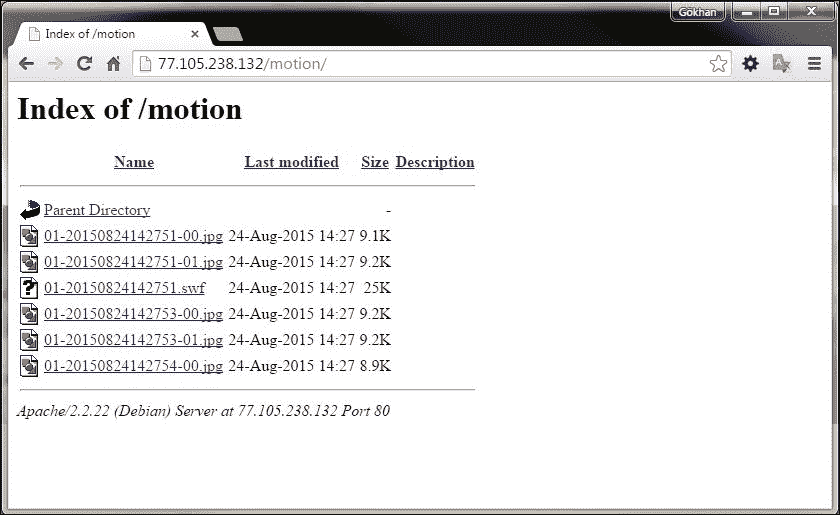 Gökhan
Index of /motion
77.105.238.132/motion/
Index of /motion
Name Last modified Size Description
Parent Directory -
01-20150824142751-00.jpg 24-Aug-2015 14:27 9.1K
01-20150824142751-01.jpg 24-Aug-2015 14:27 9.2K
01-20150824142751.swf 24-Aug-2015 14:27 25K
01-20150824142753-00.jpg 24-Aug-2015 14:27 9.2K
01-20150824142753-01.jpg 24-Aug-2015 14:27 9.2K
01-20150824142754-00.jpg 24-Aug-2015 14:27 8.9K
Apache/2.2.22 (Debian) Server at 77.105.238.132 Port 80